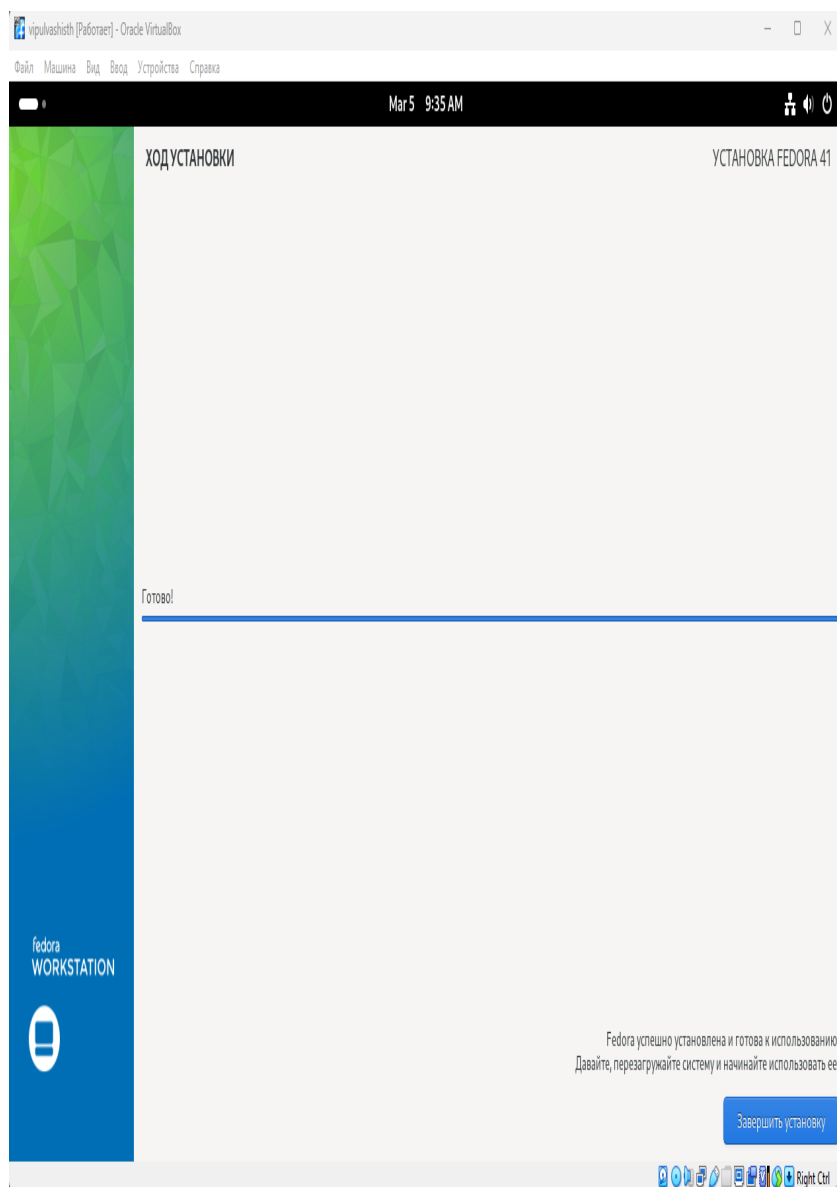 vipulvashisth [Работает] - Oracle VirtualBox
Файл Машина Вид Ввод Устройства Справка
Mar 5 9:35 AM
ХОД УСТАНОВКИ
УСТАНОВКА FEDORA 41
Готово!
fedora
WORKSTATION
Fedora успешно установлена и готова к использованию
Давайте, перезагружайте систему и начинайте использовать ее
Завершить установку
Right Ctrl